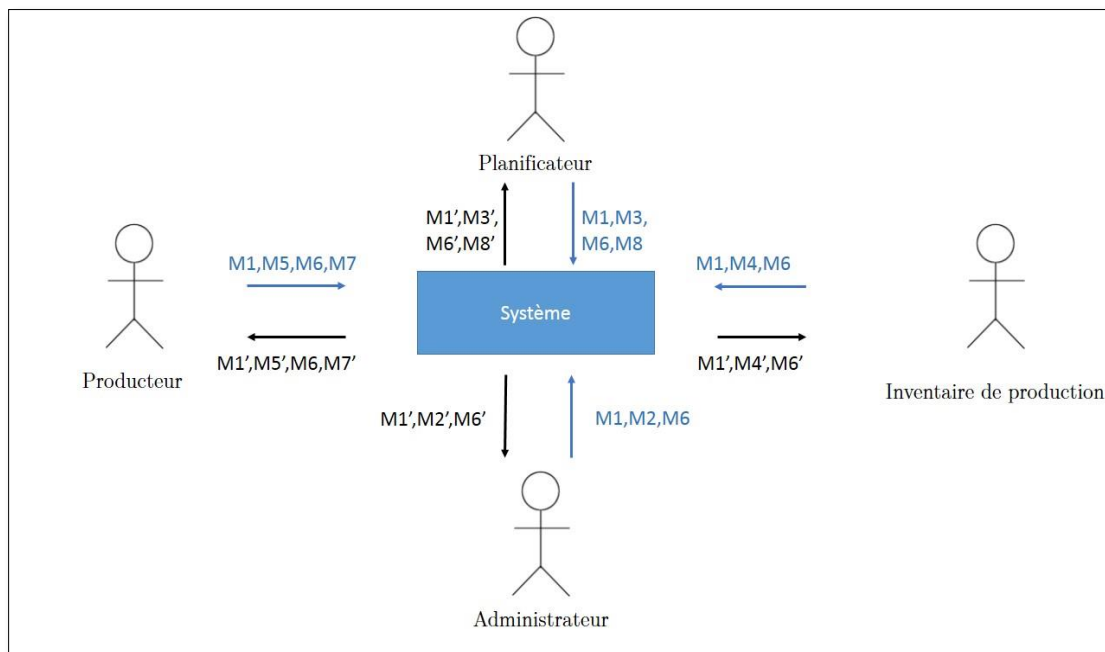 Planificateur
M1',M3',
M6',M8'
M1,M3,
M6,M8
M1,M5,M6,M7
M1,M4,M6
Système
M1',M5',M6,M7'
Producteur
M1',M4',M6'
Inventaire de production
M1',M2',M6'
M1,M2,M6
Administrateur